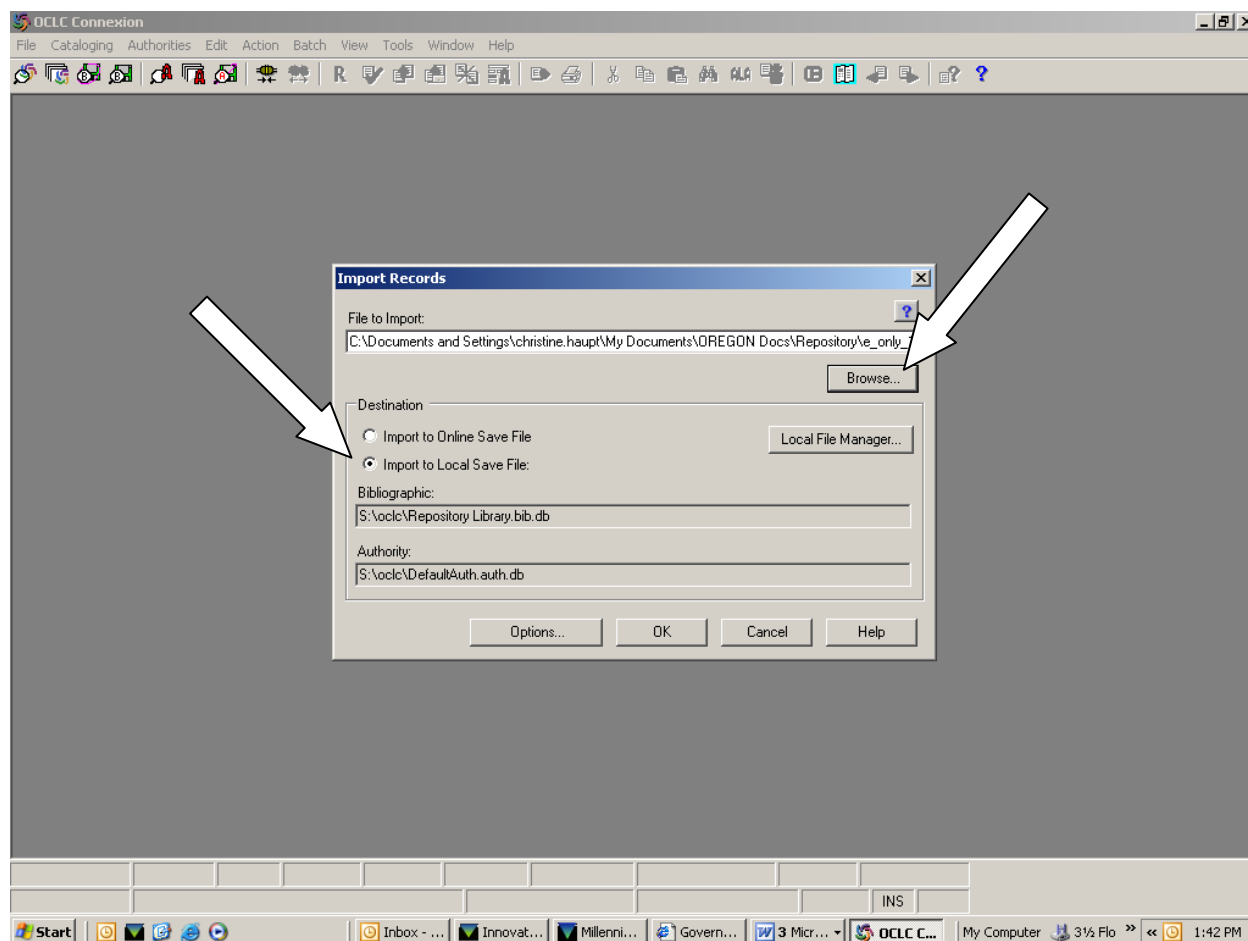 OCLC Connexion
File Cataloging Authorities Edit Action Batch View Tools Window Help
Import Records
File to Import:
C:\Documents and Settings\christine.haupt\My Documents\OREGON Docs\Repository\e_only_
Browse...
Destination
Import to Online Save File
Local File Manager...
Import to Local Save File:
Bibliographic:
S:\oclc\Repository Library.bib.db
Authority:
S:\oclc\DefaultAuth.auth.db
Options... OK Cancel Help
INS
Start Inbox - ... Innovat... Millenni... Govern... 3 Micr... OCLC C... My Computer 3½ Flo » « 1:42 PM